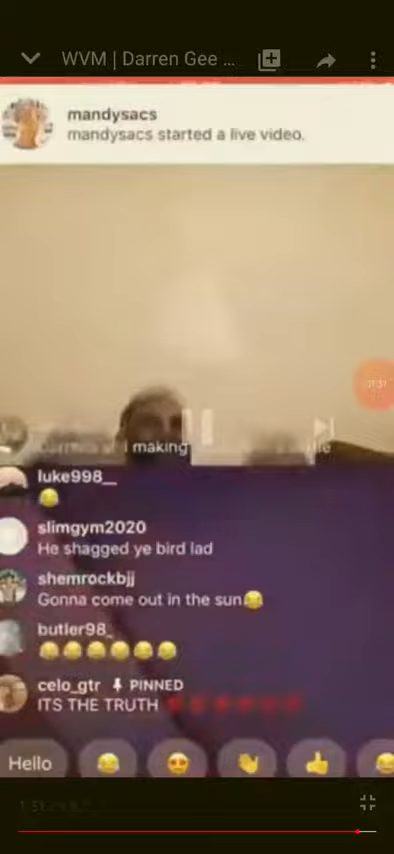 WVM | Darren Gee ...
mandysacs
mandysacs started a live video.
making
luke998__
😂
slimgym2020
He shagged ye bird lad
shemrockbjj
Gonna come out in the sun😂
butler98_
😂😂😂😂😂😂
celo_gtr PINNED
ITS THE TRUTH
Hello 😂 😍 👏 👍 😂